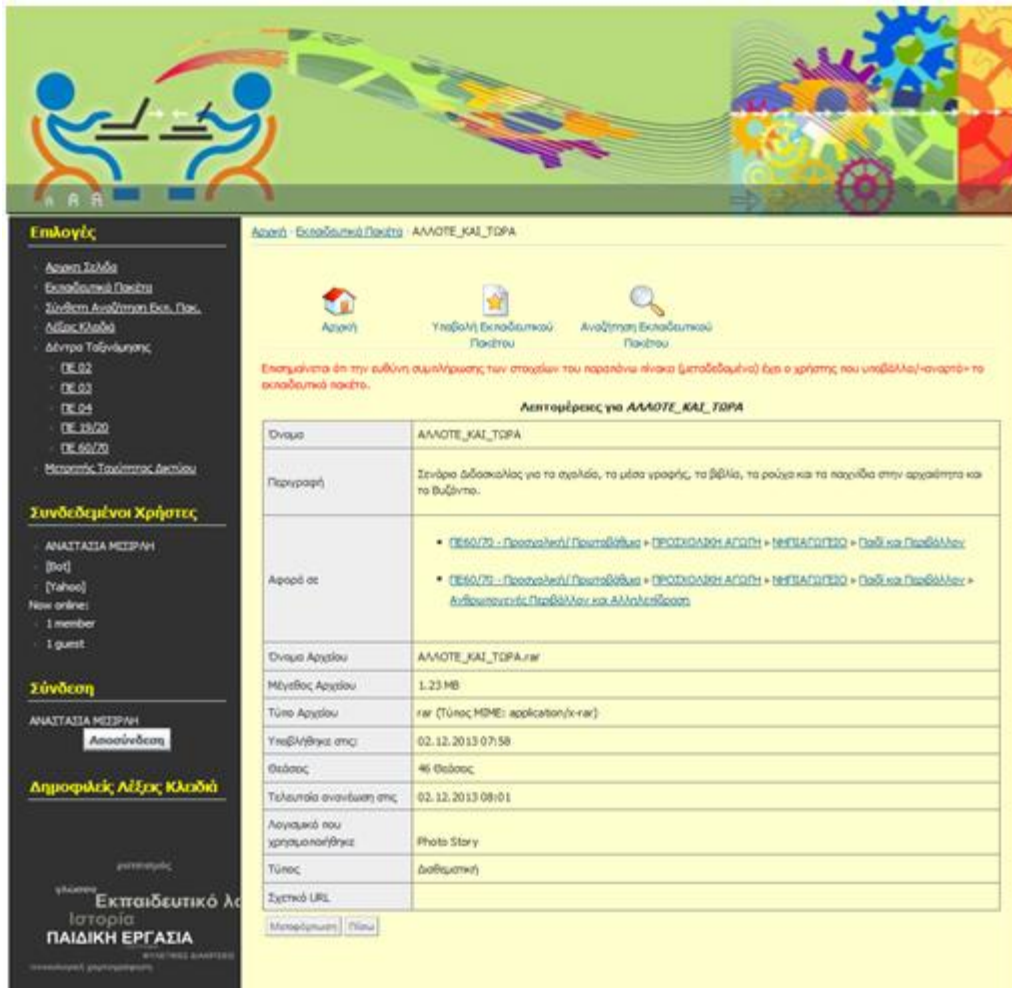 A A A
Επιλογές
Αρχικη Σελιδα
Εκπαιδευτικά Πακέτα
Σύνθετη Αναζήτηση Εκπ. Πακ.
Λέξεις Κλειδιά
Δέντρα Ταξινόμησης
ΠΕ 02
ΠΕ 03
ΠΕ 04
ΠΕ 19/20
ΠΕ 60/70
Μετρητής Ταχύτητας Δικτύου
Συνδεδεμένοι Χρήστες
ΑΝΑΣΤΑΣΙΑ ΜΙΣΙΡΛΗ
[Bot]
[Yahoo]
Now online:
1 member
1 guest
Σύνδεση
ΑΝΑΣΤΑΣΙΑ ΜΙΣΙΡΛΗ
Αποσύνδεση
Δημοφιλείς Λέξεις Κλειδιά
γλώσσα
Εκπαιδευτικό λο
Ιστορία
ΠΑΙΔΙΚΗ ΕΡΓΑΣΙΑ
Αρχική · Εκπαιδευτικά Πακέτα · ΑΛΛΟΤΕ_ΚΑΙ_ΤΩΡΑ
Αρχική
Υποβολή Εκπαιδευτικού
Πακέτου
Αναζήτηση Εκπαιδευτικού
Πακέτου
Επισημαίνεται ότι την ευθύνη συμπλήρωσης των στοιχείων του παραπάνω πίνακα (μεταδεδομένα) έχει ο χρήστης που υποβάλλει/«αναρτά» το
εκπαιδευτικό πακέτο.
Λεπτομέρειες για ΑΛΛΟΤΕ_ΚΑΙ_ΤΩΡΑ
Όνομα ΑΛΛΟΤΕ_ΚΑΙ_ΤΩΡΑ
Περιγραφή Σενάριο Διδασκαλίας για το σχολείο, τα μέσα γραφής, τα βιβλία, τα ρούχα και τα παιχνίδια στην αρχαιότητα και
το Βυζάντιο.
Αφορά σε
ΠΕ60/70 - Προσχολική/ Πρωτοβάθμια » ΠΡΟΣΧΟΛΙΚΗ ΑΓΩΓΗ » ΝΗΠΙΑΓΩΓΕΙΟ » Παιδί και Περιβάλλον
ΠΕ60/70 - Προσχολική/ Πρωτοβάθμια » ΠΡΟΣΧΟΛΙΚΗ ΑΓΩΓΗ » ΝΗΠΙΑΓΩΓΕΙΟ » Παιδί και Περιβάλλον »
Ανθρωπογενές Περιβάλλον και Αλληλεπίδραση
Όνομα Αρχείου ΑΛΛΟΤΕ_ΚΑΙ_ΤΩΡΑ.rar
Μέγεθος Αρχείου 1.23 MB
Τύπο Αρχείου rar (Τύπος MIME: application/x-rar)
Υποβλήθηκε στις: 02.12.2013 07:58
Θεάσεις 46 Θεάσεις
Τελευταία ανανέωση στις 02.12.2013 08:01
Λογισμικό που
χρησιμοποιήθηκε Photo Story
Τύπος Διαθεματική
Σχετικό URL
Μεταφόρτωση Πίσω